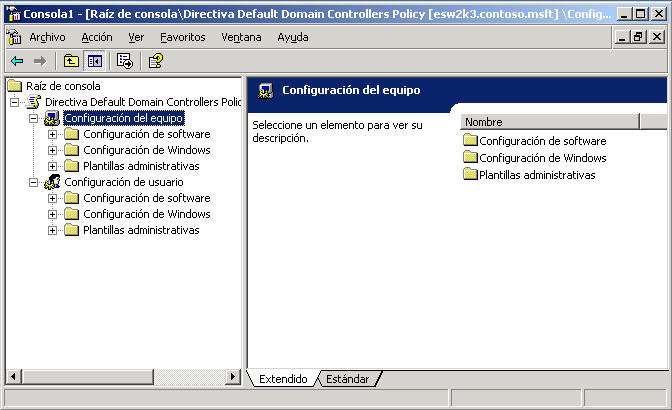 Consola1 - [Raíz de consola\Directiva Default Domain Controllers Policy [esw2k3.contoso.msft] \Config...
Archivo Acción Ver Favoritos Ventana Ayuda
Raíz de consola
Directiva Default Domain Controllers Polic
Configuración del equipo
Configuración de software
Configuración de Windows
Plantillas administrativas
Configuración de usuario
Configuración de software
Configuración de Windows
Plantillas administrativas
Configuración del equipo
Seleccione un elemento para ver su
descripción.
Nombre
Configuración de software
Configuración de Windows
Plantillas administrativas
Extendido Estándar